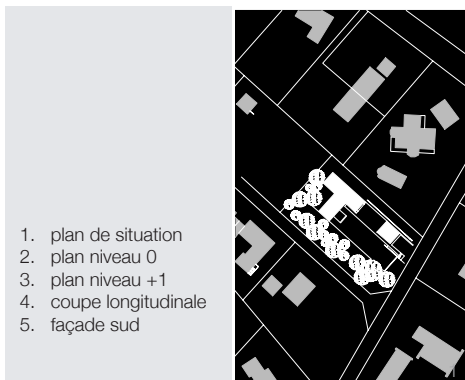 1. plan de situation
2. plan niveau 0
3. plan niveau +1
4. coupe longitudinale
5. façade sud